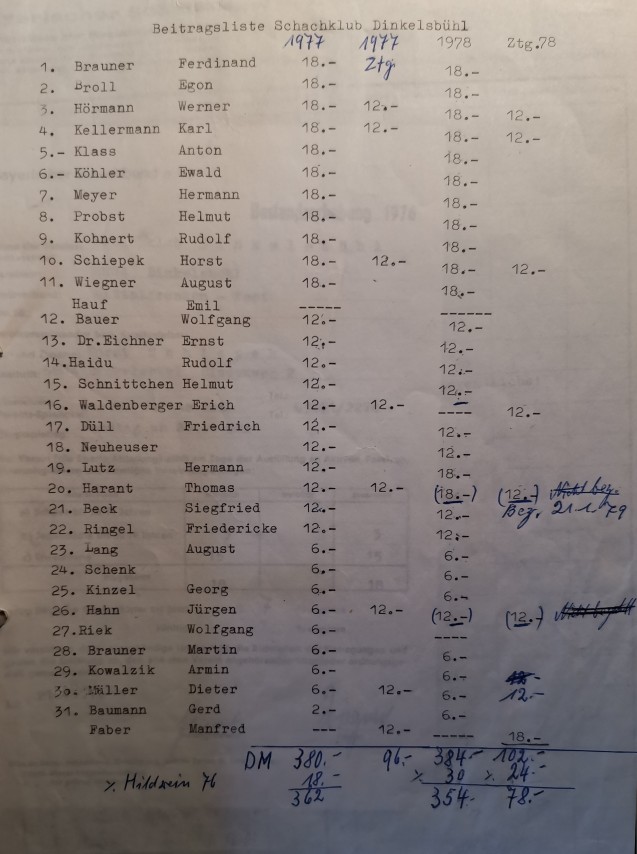 Beitragsliste Schachklub Dinkelsbühl
1977 1977 1978 Ztg.78
Ztg.
1. Brauner Ferdinand 18.- 18.-
2. Broll Egon 18.- 18.-
3. Hörmann Werner 18.- 12.- 18.- 12.-
4. Kellermann Karl 18.- 12.- 18.- 12.-
5.- Klass Anton 18.- 18.-
6.- Köhler Ewald 18.- 18.-
7. Meyer Hermann 18.- 18.-
8. Probst Helmut 18.- 18.-
9. Kohnert Rudolf 18.- 18.-
1o. Schiepek Horst 18.- 12.- 18.- 12.-
11. Wiegner August 18.- 18.-
Hauf Emil ----- ------
12. Bauer Wolfgang 12.- 12.-
13. Dr.Eichner Ernst 12.- 12.-
14.Haidu Rudolf 12.- 12.-
15. Schnittchen Helmut 12.- 12.-
16. Waldenberger Erich 12.- 12.- ---- 12.-
17. Düll Friedrich 12.- 12.-
18. Neuheuser 12.- 12.-
19. Lutz Hermann 12.- 18.-
2o. Harant Thomas 12.- 12.- (18.-) (12.-) Nicht bez.
21. Beck Siegfried 12.- 12.- Bez. 21.1.79
22. Ringel Friedericke 12.- 12.-
23. Lang August 6.- 6.-
24. Schenk 6.- 6.-
25. Kinzel Georg 6.- 6.-
26. Hahn Jürgen 6.- 12.- (12.-) (12.-)
27.Riek Wolfgang 6.- ----
28. Brauner Martin 6.- 6.-
29. Kowalzik Armin 6.- 6.-
3o. Müller Dieter 6.- 12.- 6.- 12.-
31. Baumann Gerd 2.- 6.-
Faber Manfred --- 12.- ----- 18.-
DM 380.- 96.- 384.- 102.-
·/. Hildwein 76 18.- ·/. 30 ·/. 24.-
362 354.- 78.-